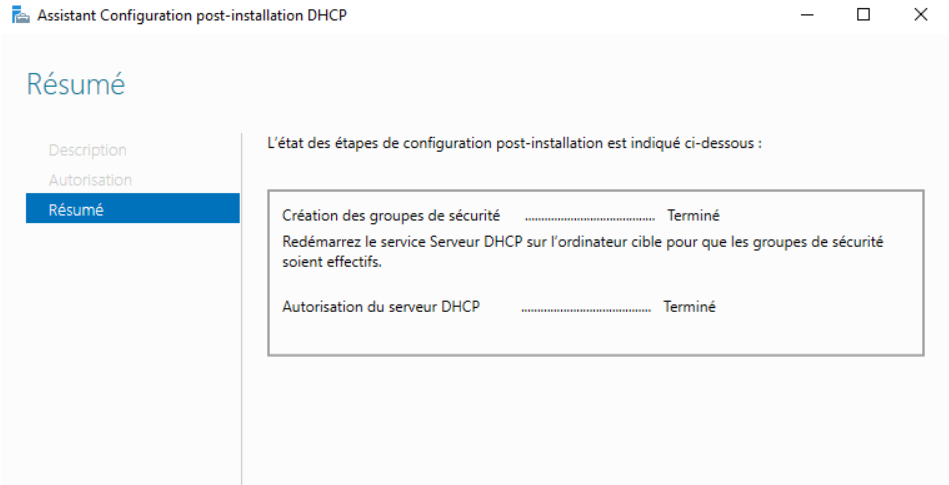 Assistant Configuration post-installation DHCP
Résumé
Description
Autorisation
Résumé
L'état des étapes de configuration post-installation est indiqué ci-dessous :
Création des groupes de sécurité ........................................ Terminé
Redémarrez le service Serveur DHCP sur l'ordinateur cible pour que les groupes de sécurité
soient effectifs.
Autorisation du serveur DHCP ........................................ Terminé